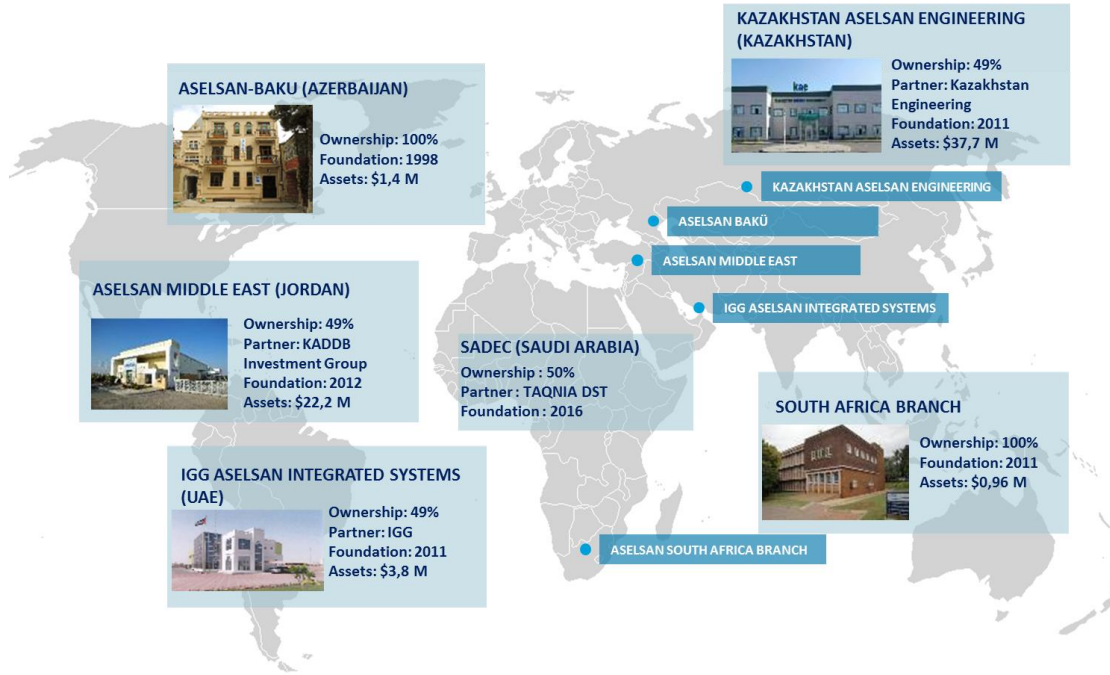 KAZAKHSTAN ASELSAN ENGINEERING
(KAZAKHSTAN)
kae
Ownership: 49%
Partner: Kazakhstan
Engineering
Foundation: 2011
Assets: $37,7 M
ASELSAN-BAKU (AZERBAIJAN)
Ownership: 100%
Foundation: 1998
Assets: $1,4 M
KAZAKHSTAN ASELSAN ENGINEERING
ASELSAN BAKÜ
ASELSAN MIDDLE EAST
IGG ASELSAN INTEGRATED SYSTEMS
ASELSAN MIDDLE EAST (JORDAN)
Ownership: 49%
Partner: KADDB
Investment Group
Foundation: 2012
Assets: $22,2 M
SADEC (SAUDI ARABIA)
Ownership : 50%
Partner : TAQNIA DST
Foundation : 2016
SOUTH AFRICA BRANCH
Ownership: 100%
Foundation: 2011
Assets: $0,96 M
IGG ASELSAN INTEGRATED SYSTEMS
(UAE)
Ownership: 49%
Partner: IGG
Foundation: 2011
Assets: $3,8 M
ASELSAN SOUTH AFRICA BRANCH